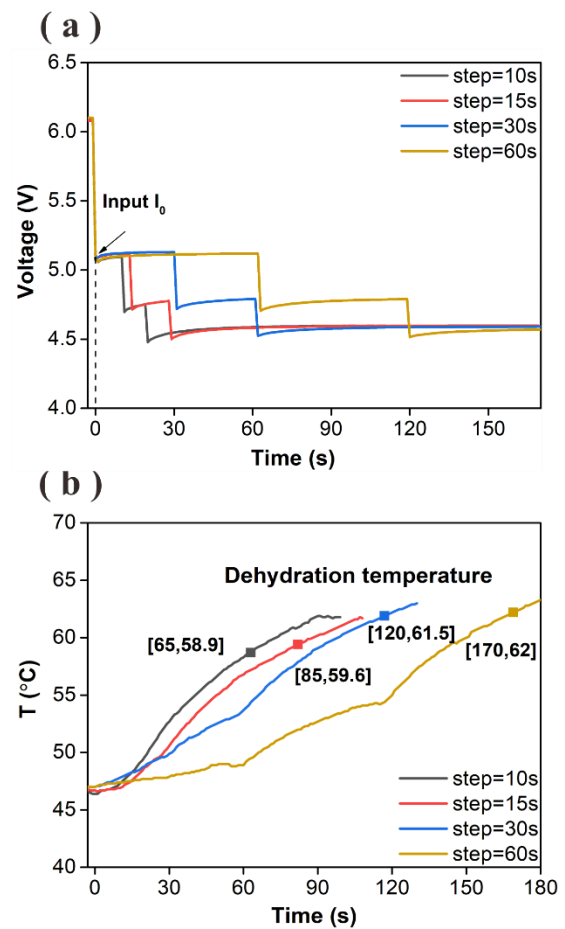 ( a )
6.5
6.0
5.5
5.0
4.5
4.0
Voltage (V)
step=10s
step=15s
step=30s
step=60s
Input I0
0 30 60 90 120 150
Time (s)
( b )
70
60
50
40
T (°C)
Dehydration temperature
[65,58.9]
[85,59.6]
[120,61.5]
[170,62]
step=10s
step=15s
step=30s
step=60s
0 30 60 90 120 150 180
Time (s)